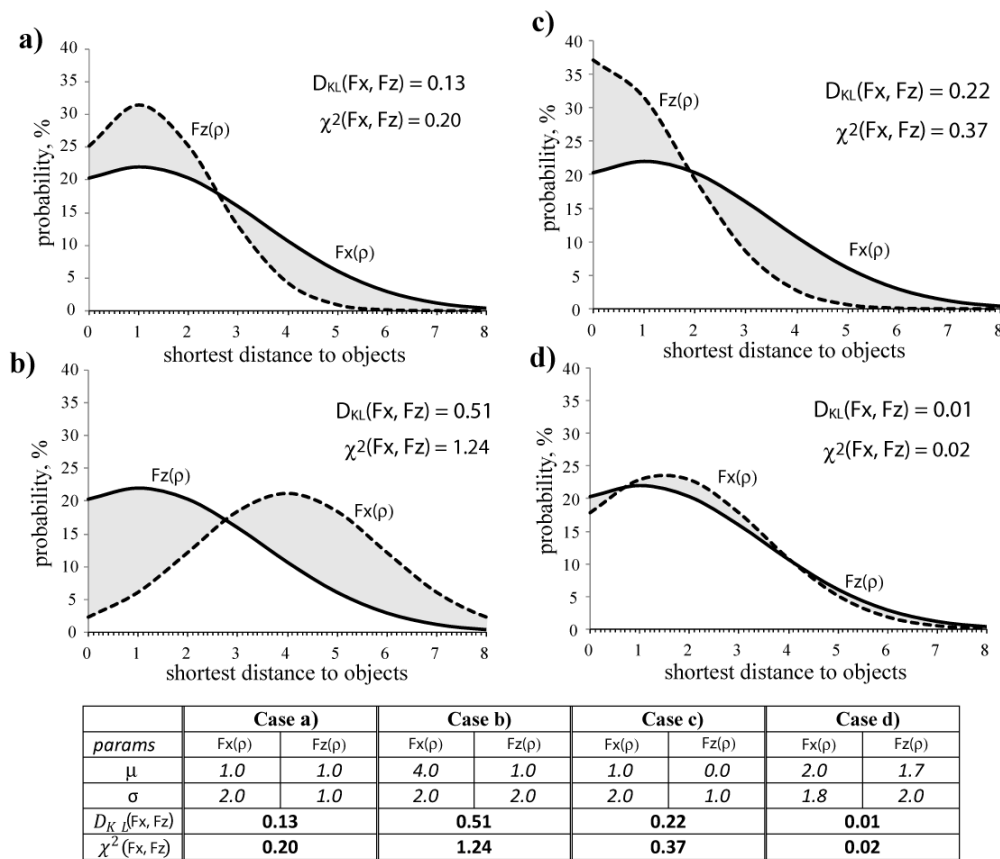 a)
probability, %
40
35
30
25
20
15
10
5
0
0 1 2 3 4 5 6 7 8
shortest distance to objects
DKL(Fx, Fz) = 0.13
χ2(Fx, Fz) = 0.20
Fz(ρ)
Fx(ρ)
c)
probability, %
40
35
30
25
20
15
10
5
0
0 1 2 3 4 5 6 7 8
shortest distance to objects
DKL(Fx, Fz) = 0.22
χ2(Fx, Fz) = 0.37
Fz(ρ)
Fx(ρ)
b)
probability, %
40
35
30
25
20
15
10
5
0
0 1 2 3 4 5 6 7 8
shortest distance to objects
DKL(Fx, Fz) = 0.51
χ2(Fx, Fz) = 1.24
Fz(ρ)
Fx(ρ)
d)
probability, %
40
35
30
25
20
15
10
5
0
0 1 2 3 4 5 6 7 8
shortest distance to objects
DKL(Fx, Fz) = 0.01
χ2(Fx, Fz) = 0.02
Fx(ρ)
Fz(ρ)
Case a) Case b) Case c) Case d)
params Fx(ρ) Fz(ρ) Fx(ρ) Fz(ρ) Fx(ρ) Fz(ρ) Fx(ρ) Fz(ρ)
μ 1.0 1.0 4.0 1.0 1.0 0.0 2.0 1.7
σ 2.0 1.0 2.0 2.0 2.0 1.0 1.8 2.0
DK L(Fx, Fz) 0.13 0.51 0.22 0.01
χ2 (Fx, Fz) 0.20 1.24 0.37 0.02